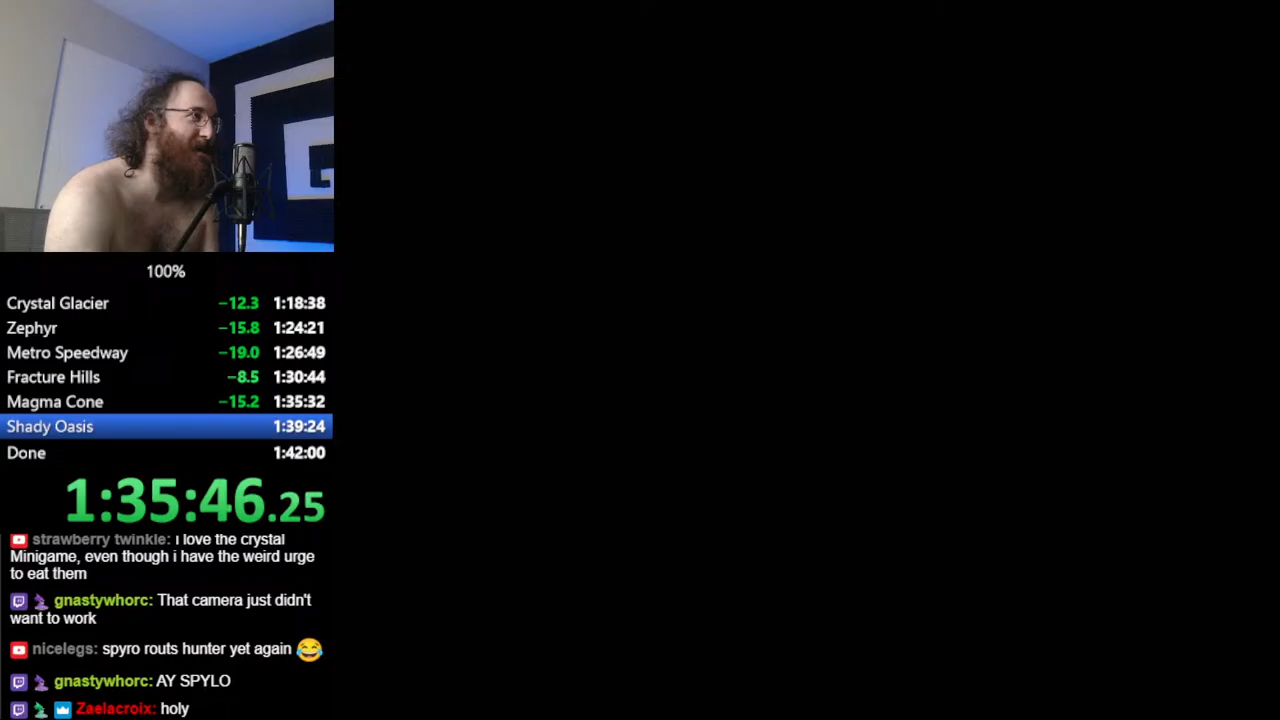 100%
Crystal Glacier -12.3 1:18:38
Zephyr -15.8 1:24:21
Metro Speedway -19.0 1:26:49
Fracture Hills -8.5 1:30:44
Magma Cone -15.2 1:35:32
Shady Oasis 1:39:24
Done 1:42:00
1:35:46.25
strawberry twinkle: i love the crystal
Minigame, even though i have the weird urge
to eat them
gnastywhorc: That camera just didn't
want to work
nicelegs: spyro routs hunter yet again 😂
gnastywhorc: AY SPYLO
Zaelacroix: holy